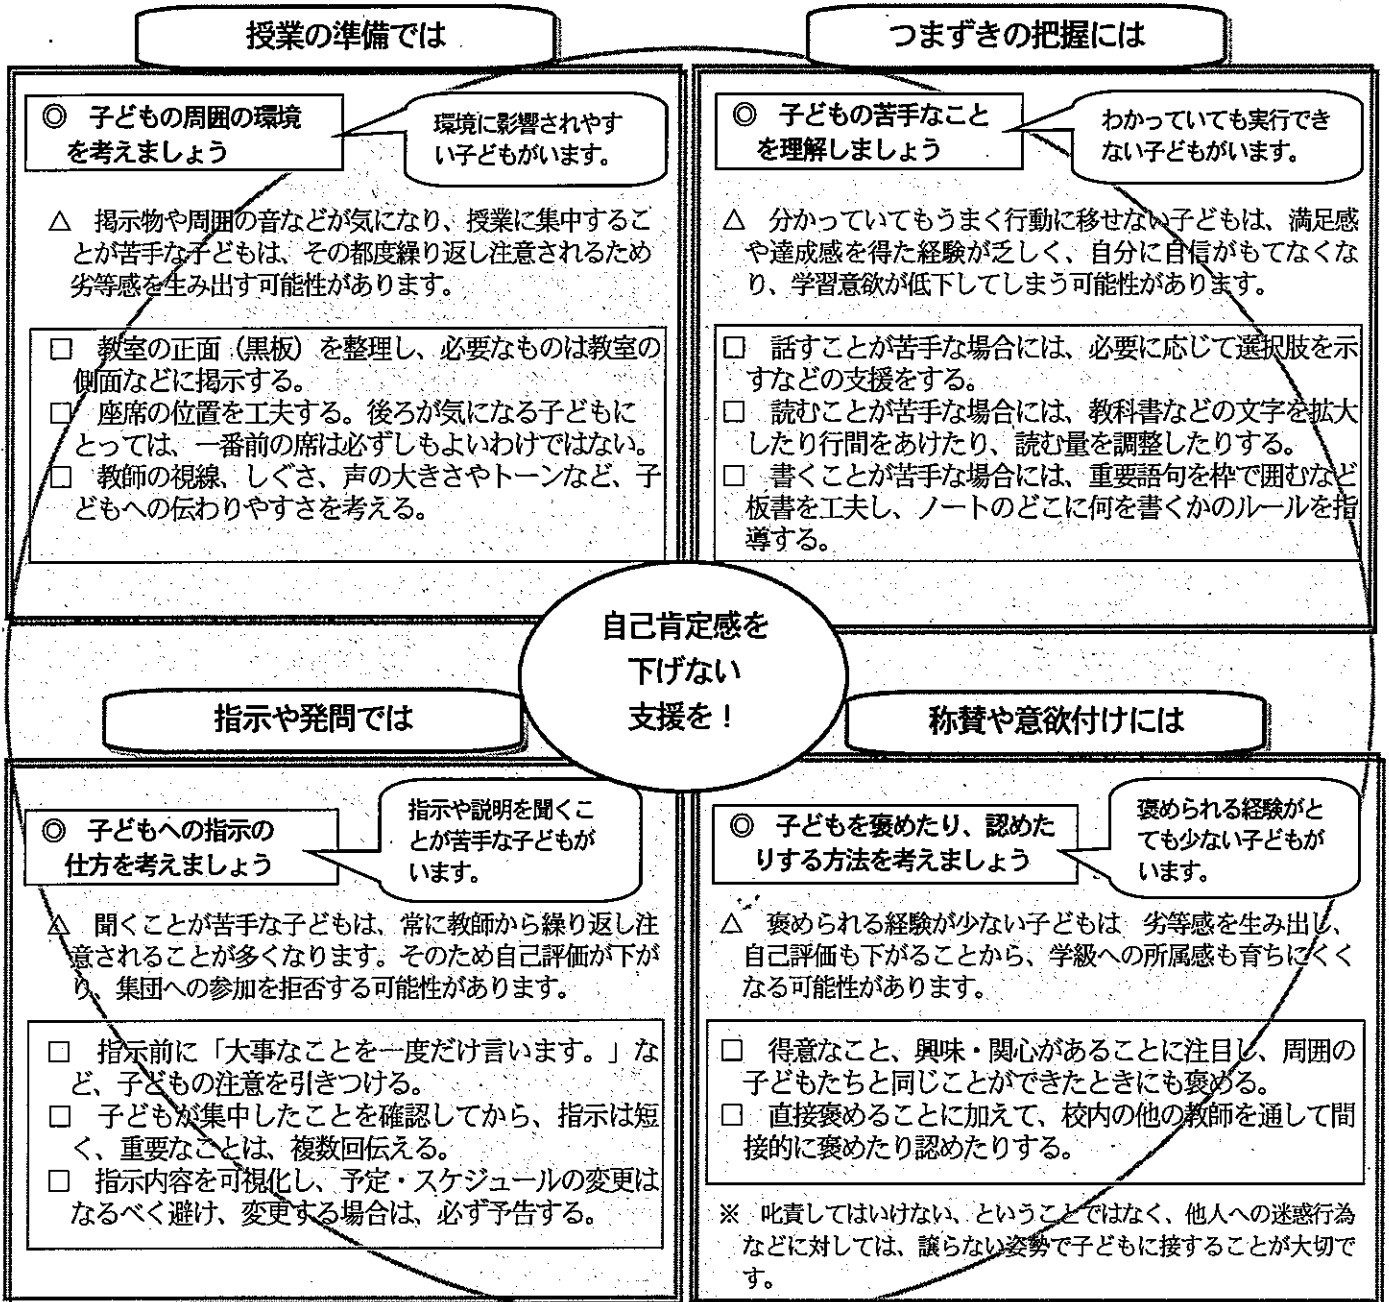 授業の準備では
◎　子どもの周囲の環境
を考えましょう
環境に影響されやす
い子どもがいます。
△　掲示物や周囲の音などが気になり、授業に集中するこ
とが苦手な子どもは、その都度繰り返し注意されるため
劣等感を生み出す可能性があります。
□　教室の正面（黒板）を整理し、必要なものは教室の
側面などに掲示する。
□　座席の位置を工夫する。後ろが気になる子どもに
とっては、一番前の席は必ずしもよいわけではない。
□　教師の視線、しぐさ、声の大きさやトーンなど、子
どもへの伝わりやすさを考える。
つまずきの把握には
◎　子どもの苦手なこと
を理解しましょう
わかっていても実行でき
ない子どもがいます。
△　分かっていてもうまく行動に移せない子どもは、満足感
や達成感を得た経験が乏しく、自分に自信がもてなくな
り、学習意欲が低下してしまう可能性があります。
□　話すことが苦手な場合には、必要に応じて選択肢を示
すなどの支援をする。
□　読むことが苦手な場合には、教科書などの文字を拡大
したり行間をあけたり、読む量を調整したりする。
□　書くことが苦手な場合には、重要語句を枠で囲むなど
板書を工夫し、ノートのどこに何を書くかのルールを指
導する。
自己肯定感を
下げない
支援を！
指示や発問では
◎　子どもへの指示の
仕方を考えましょう
指示や説明を聞くこ
とが苦手な子どもが
います。
△　聞くことが苦手な子どもは、常に教師から繰り返し注
意されることが多くなります。そのため自己評価が下が
り、集団への参加を拒否する可能性があります。
□　指示前に「大事なことを一度だけ言います。」な
ど、子どもの注意を引きつける。
□　子どもが集中したことを確認してから、指示は短
く、重要なことは、複数回伝える。
□　指示内容を可視化し、予定・スケジュールの変更は
なるべく避け、変更する場合は、必ず予告する。
称賛や意欲付けには
◎　子どもを褒めたり、認めた
りする方法を考えましょう
褒められる経験がと
ても少ない子どもが
います。
△　褒められる経験が少ない子どもは　劣等感を生み出し、
自己評価も下がることから、学級への所属感も育ちにくく
なる可能性があります。
□　得意なこと、興味・関心があることに注目し、周囲の
子どもたちと同じことができたときにも褒める。
□　直接褒めることに加えて、校内の他の教師を通して間
接的に褒めたり認めたりする。
※　叱責してはいけない、ということではなく、他人への迷惑行為
などに対しては、譲らない姿勢で子どもに接することが大切で
す。